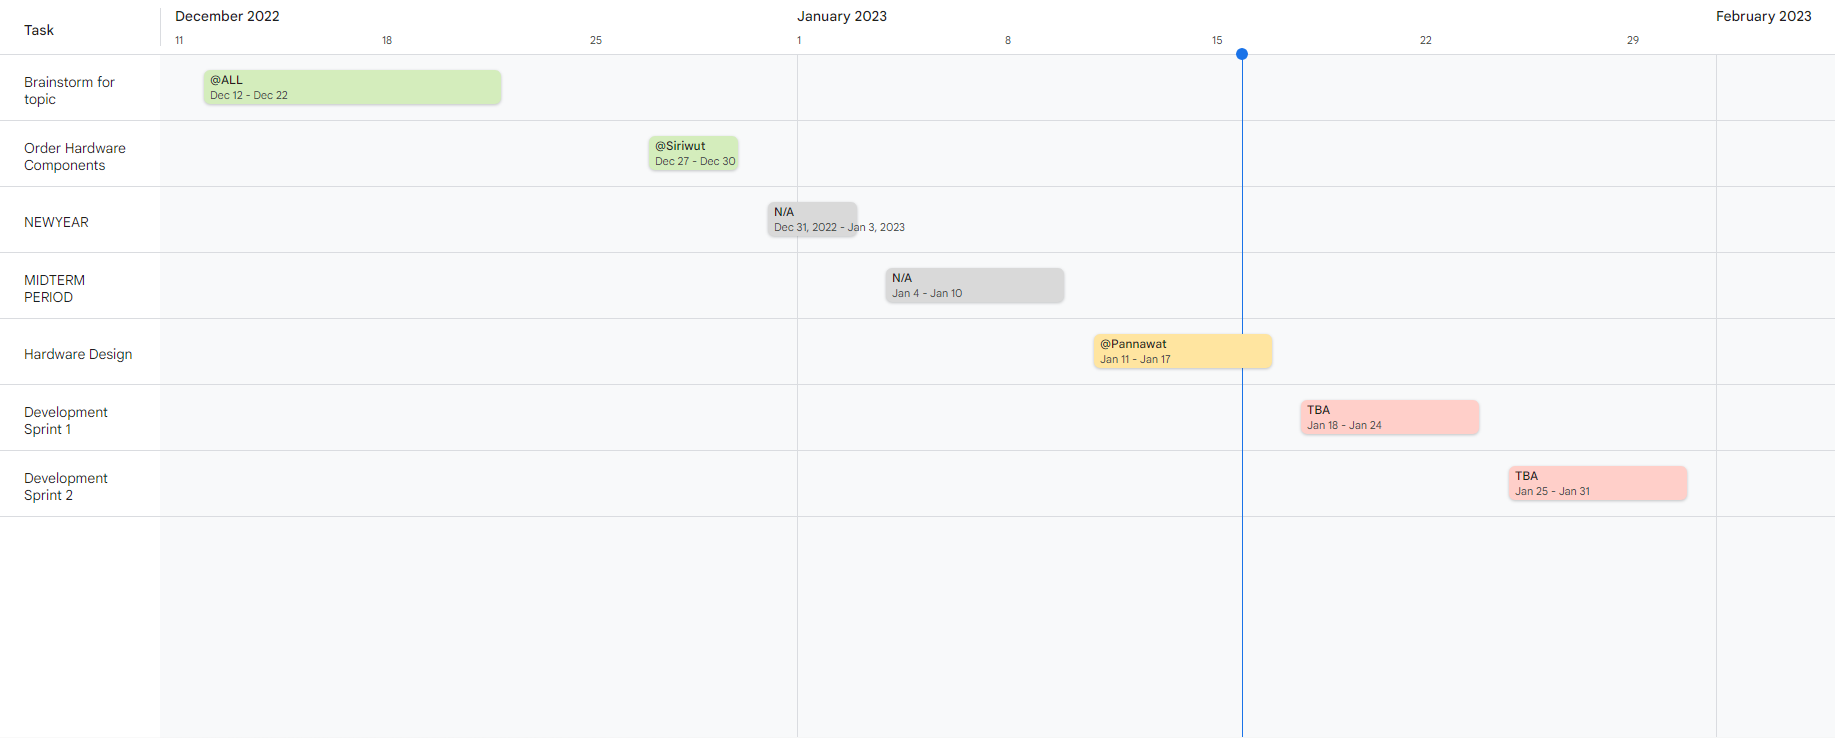 Task
December 2022
January 2023
February 2023
11
18
25
1
8
15
22
29
Brainstorm for
topic
@ALL
Dec 12 - Dec 22
Order Hardware
Components
@Siriwut
Dec 27 - Dec 30
NEWYEAR
N/A
Dec 31, 2022 - Jan 3, 2023
MIDTERM
PERIOD
N/A
Jan 4 - Jan 10
Hardware Design
@Pannawat
Jan 11 - Jan 17
Development
Sprint 1
TBA
Jan 18 - Jan 24
Development
Sprint 2
TBA
Jan 25 - Jan 31